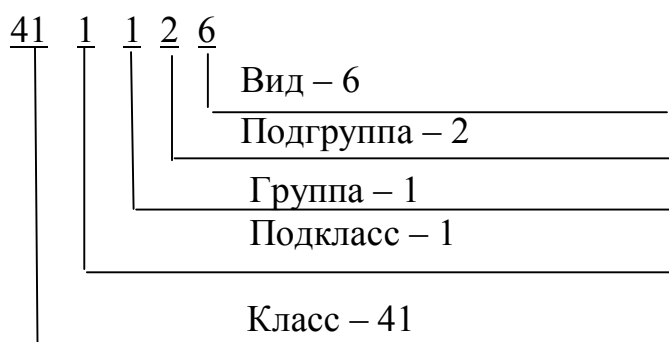 41 1 1 2 6
Вид – 6
Подгруппа – 2
Группа – 1
Подкласс – 1
Класс – 41